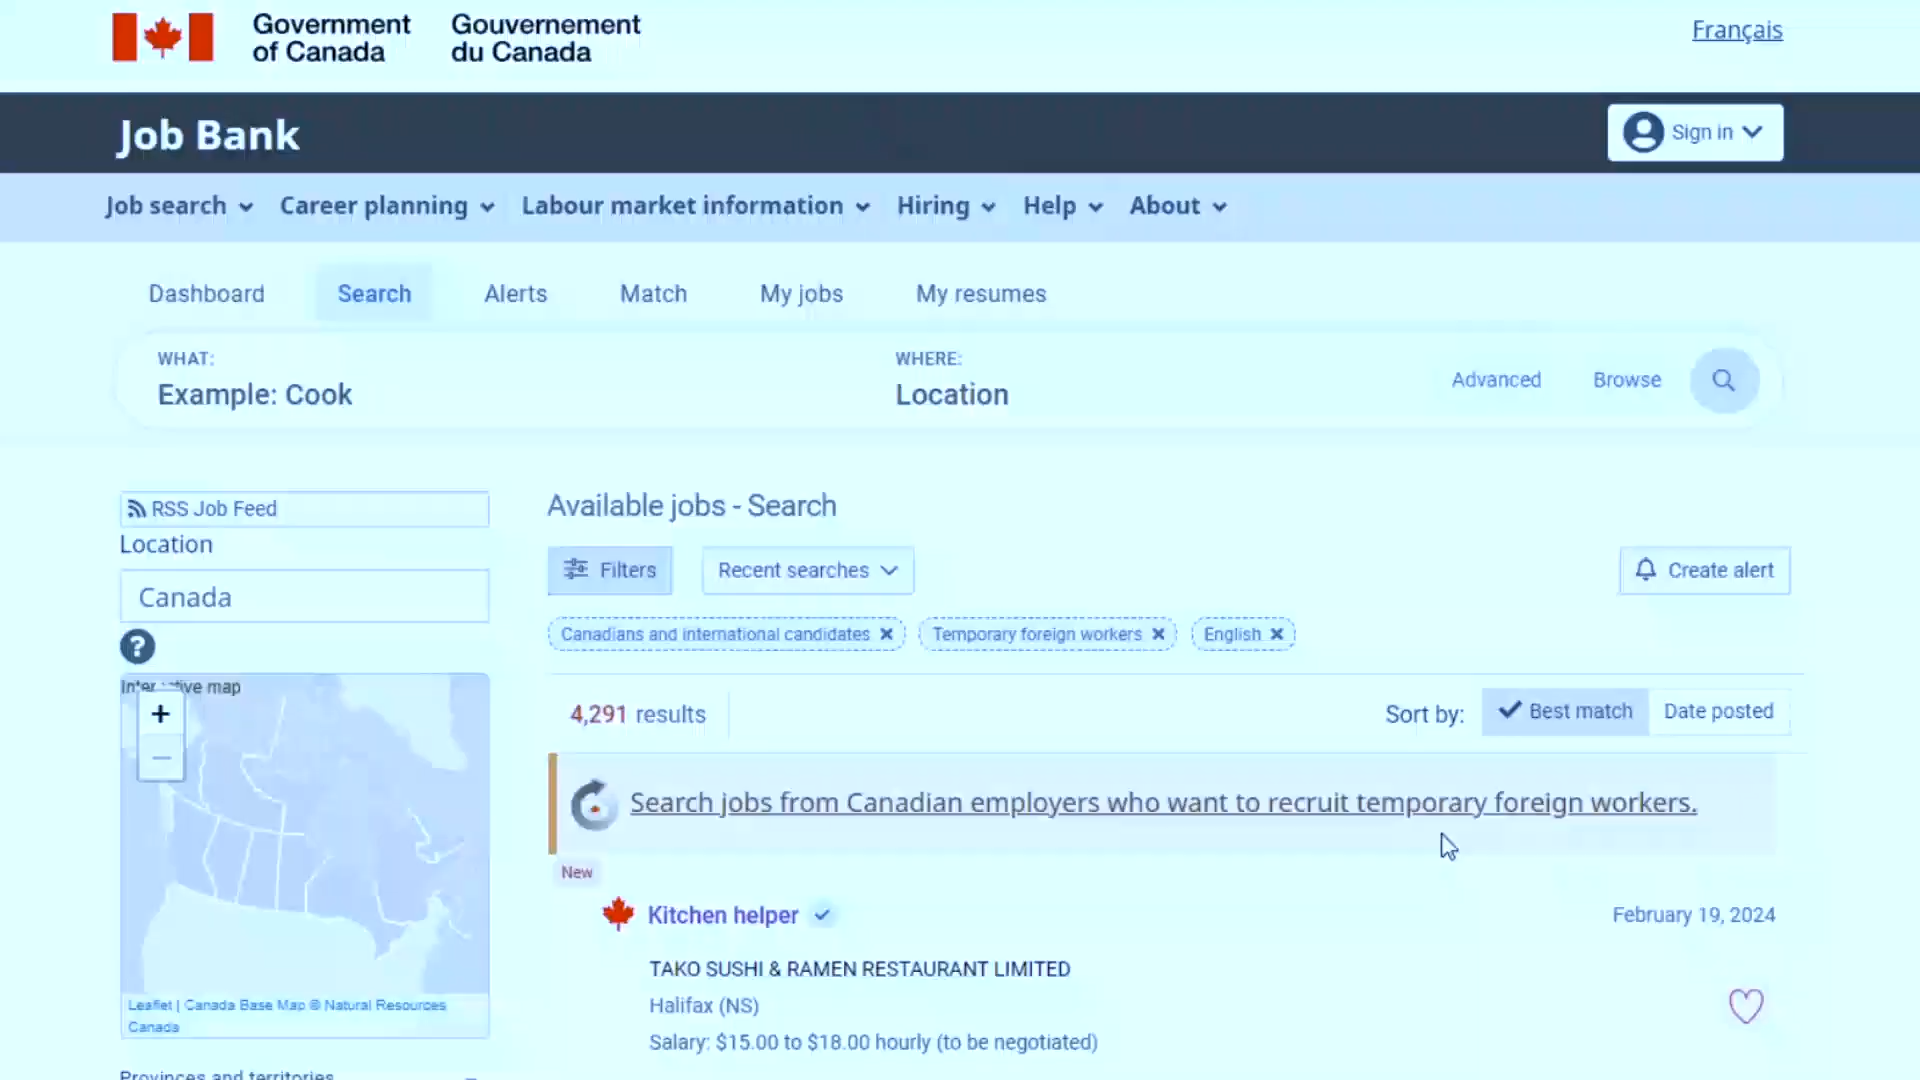 Government
of Canada
Gouvernement
du Canada
Français
Job Bank
Sign in
Job search
Career planning
Labour market information
Hiring
Help
About
Dashboard
Search
Alerts
Match
My jobs
My resumes
WHAT:
Example: Cook
WHERE:
Location
Advanced
Browse
RSS Job Feed
Location
Canada
?
Interactive map
+
−
Leaflet | Canada Base Map © Natural Resources
Canada
Provinces and territories
Available jobs - Search
Filters
Recent searches
Create alert
Canadians and international candidates ×
Temporary foreign workers ×
English ×
4,291 results
Sort by:
Best match
Date posted
Search jobs from Canadian employers who want to recruit temporary foreign workers.
New
Kitchen helper
February 19, 2024
TAKO SUSHI & RAMEN RESTAURANT LIMITED
Halifax (NS)
Salary: $15.00 to $18.00 hourly (to be negotiated)